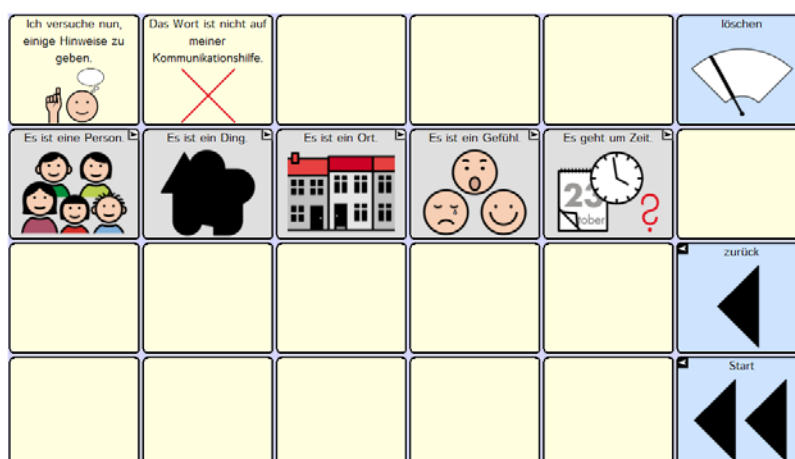 Ich versuche nun,
einige Hinweise zu
geben.
Das Wort ist nicht auf
meiner
Kommunikationshilfe.
löschen
Es ist eine Person.
Es ist ein Ding.
Es ist ein Ort.
Es ist ein Gefühl.
Es geht um Zeit.
23
tober
?
zurück
Start